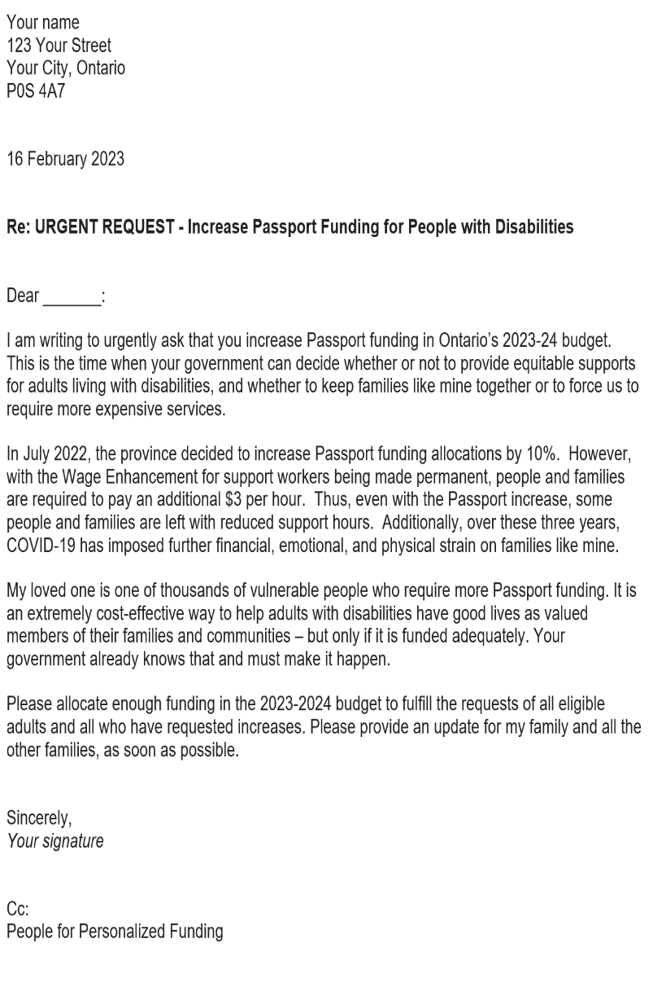 Your name
123 Your Street
Your City, Ontario
P0S 4A7
16 February 2023
Re: URGENT REQUEST - Increase Passport Funding for People with Disabilities
Dear _______:
I am writing to urgently ask that you increase Passport funding in Ontario’s 2023-24 budget.
This is the time when your government can decide whether or not to provide equitable supports
for adults living with disabilities, and whether to keep families like mine together or to force us to
require more expensive services.
In July 2022, the province decided to increase Passport funding allocations by 10%.  However,
with the Wage Enhancement for support workers being made permanent, people and families
are required to pay an additional $3 per hour.  Thus, even with the Passport increase, some
people and families are left with reduced support hours.  Additionally, over these three years,
COVID-19 has imposed further financial, emotional, and physical strain on families like mine.
My loved one is one of thousands of vulnerable people who require more Passport funding. It is
an extremely cost-effective way to help adults with disabilities have good lives as valued
members of their families and communities – but only if it is funded adequately. Your
government already knows that and must make it happen.
Please allocate enough funding in the 2023-2024 budget to fulfill the requests of all eligible
adults and all who have requested increases. Please provide an update for my family and all the
other families, as soon as possible.
Sincerely,
Your signature
Cc:
People for Personalized Funding